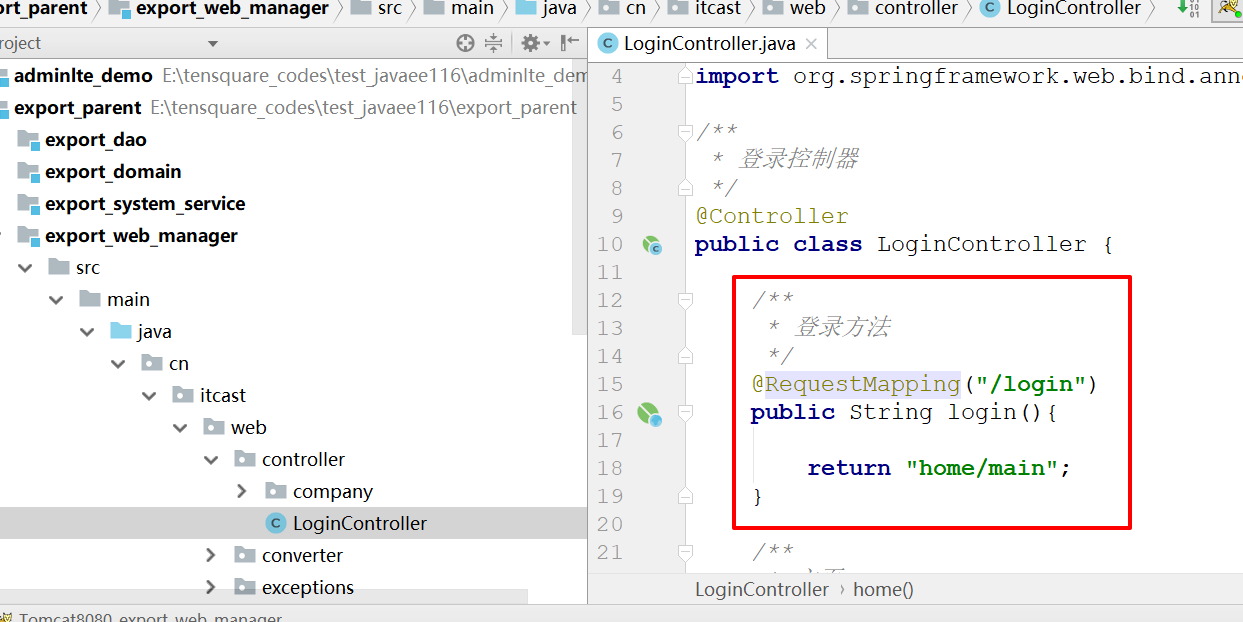 ort_parent export_web_manager src main java cn itcast web controller LoginController
roject
LoginController.java
adminlte_demo E:\tensquare_codes\test_javaee116\adminlte_dem
export_parent E:\tensquare_codes\test_javaee116\export_parent
export_dao
export_domain
export_system_service
export_web_manager
src
main
java
cn
itcast
web
controller
company
LoginController
converter
exceptions
Tomcat8080_export_web_manager
4 import org.springframework.web.bind.ann
5
6 /**
7 * 登录控制器
8 */
9 @Controller
10 public class LoginController {
11
12 /**
13 * 登录方法
14 */
15 @RequestMapping("/login")
16 public String login(){
17
18 return "home/main";
19 }
20
21 /**
LoginController › home()